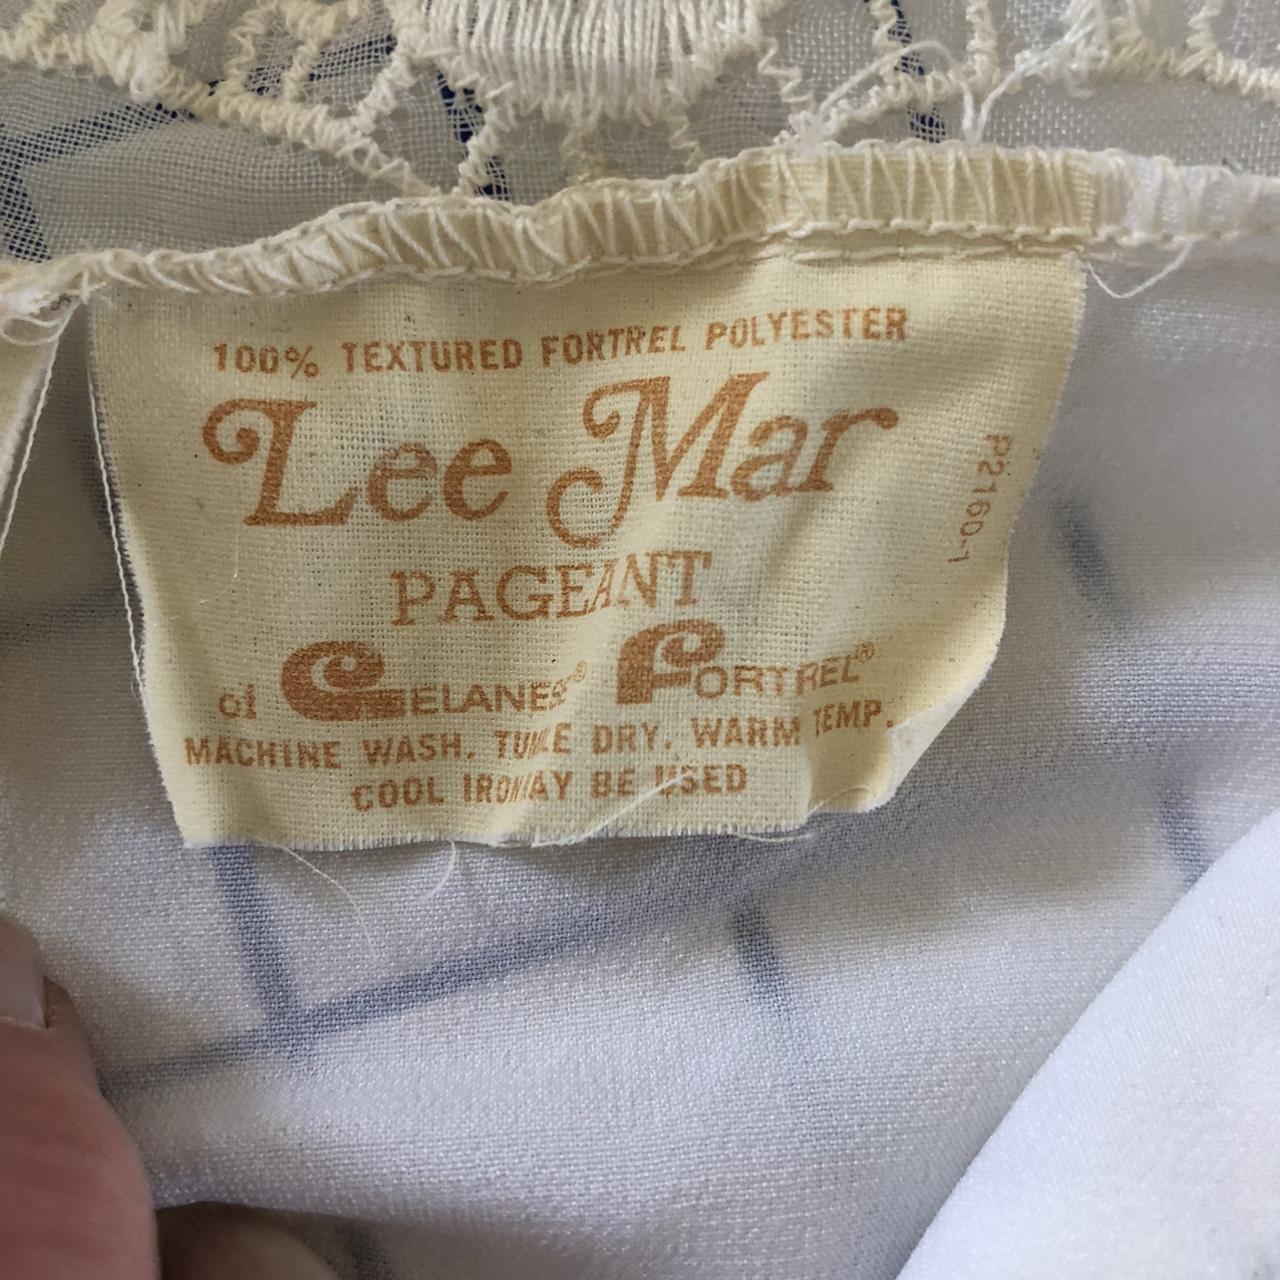 100% TEXTURED FORTREL POLYESTER
Lee Mar
PAGEANT
of CELANESE® FORTREL®
MACHINE WASH. TUMBLE DRY. WARM TEMP.
COOL IRON MAY BE USED
P2160-1